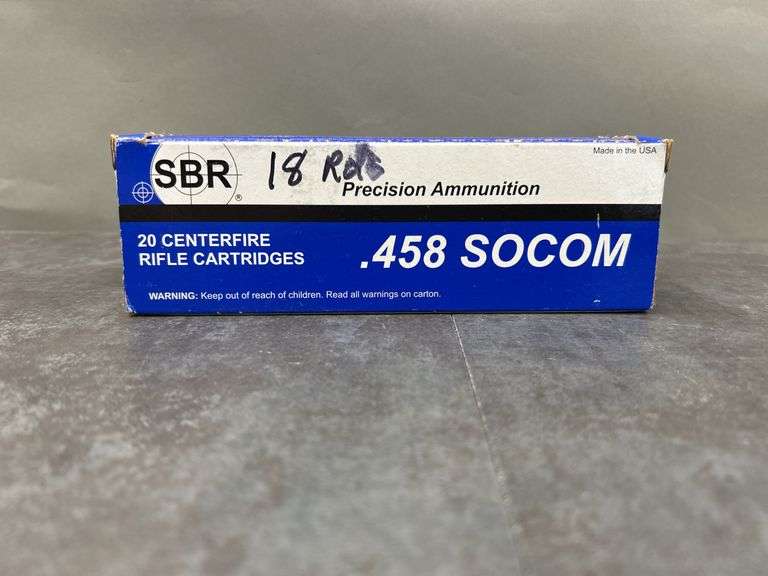 Made in the USA
SBR®
18 Rds
Precision Ammunition
20 CENTERFIRE
RIFLE CARTRIDGES
.458 SOCOM
WARNING: Keep out of reach of children. Read all warnings on carton.